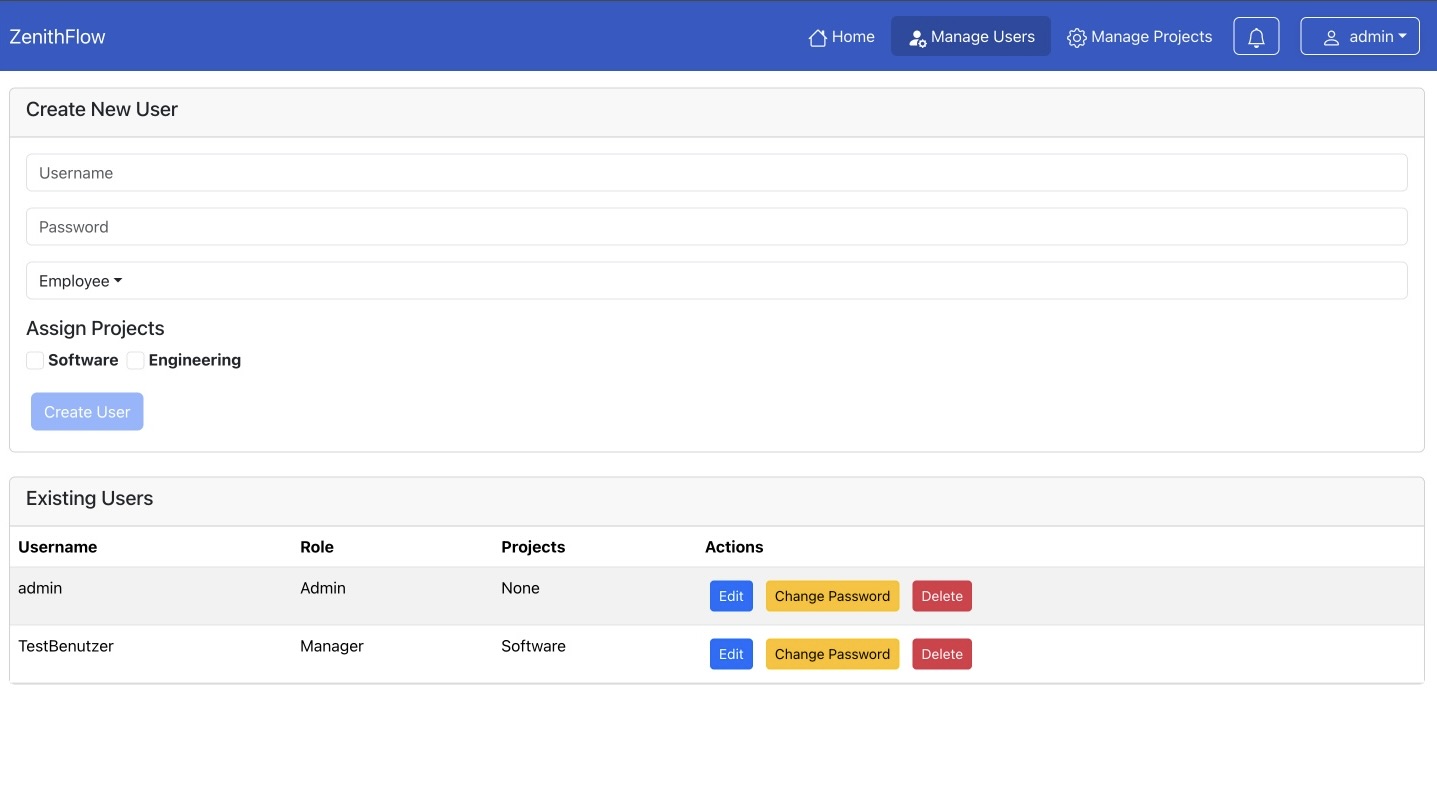 ZenithFlow Home Manage Users Manage Projects admin
Create New User
Username
Password
Employee
Assign Projects
Software Engineering
Create User
Existing Users
Username Role Projects Actions
admin Admin None Edit Change Password Delete
TestBenutzer Manager Software Edit Change Password Delete